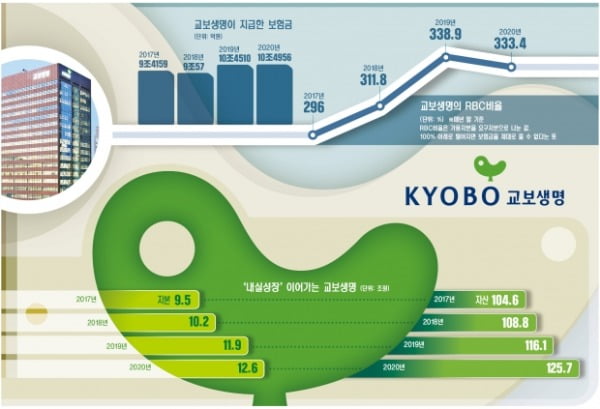 교보생명이 지급한 보험금
(단위: 억원)
2017년
9조4159
2018년
9조57
2019년
10조4510
2020년
10조4956
2017년
296
2018년
311.8
2019년
338.9
2020년
333.4
교보생명의 RBC비율
(단위: %) ※매년 말 기준
RBC비율은 가용자본을 요구자본으로 나눈 값.
100% 아래로 떨어지면 보험금을 제대로 줄 수 없다는 뜻
교보생명
KYOBO 교보생명
'내실성장' 이어가는 교보생명 (단위: 조원)
2017년 자본 9.5
2018년 10.2
2019년 11.9
2020년 12.6
2017년 자산 104.6
2018년 108.8
2019년 116.1
2020년 125.7